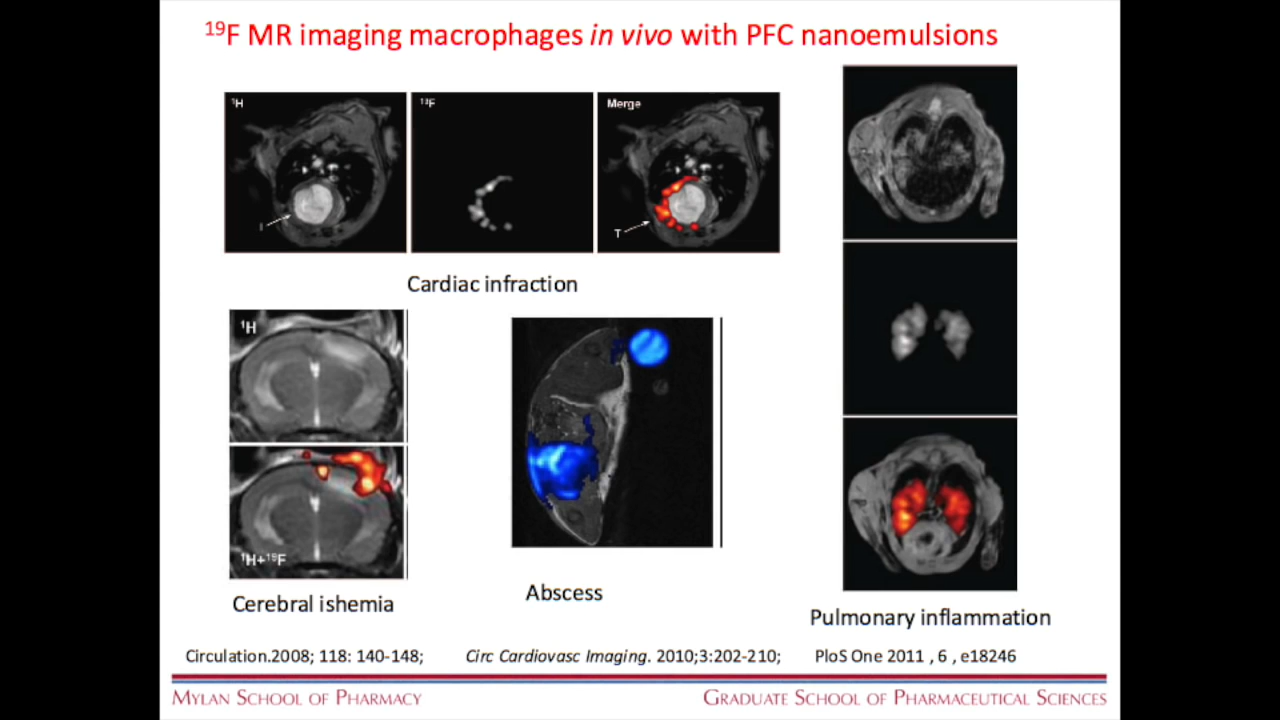 19F MR imaging macrophages in vivo with PFC nanoemulsions
1H
19F
Merge
I
T
Cardiac infraction
1H
1H+19F
Cerebral ishemia
Abscess
Pulmonary inflammation
Circulation.2008; 118: 140-148;
Circ Cardiovasc Imaging. 2010;3:202-210;
PloS One 2011 , 6 , e18246
Mylan School of Pharmacy
Graduate School of Pharmaceutical Sciences